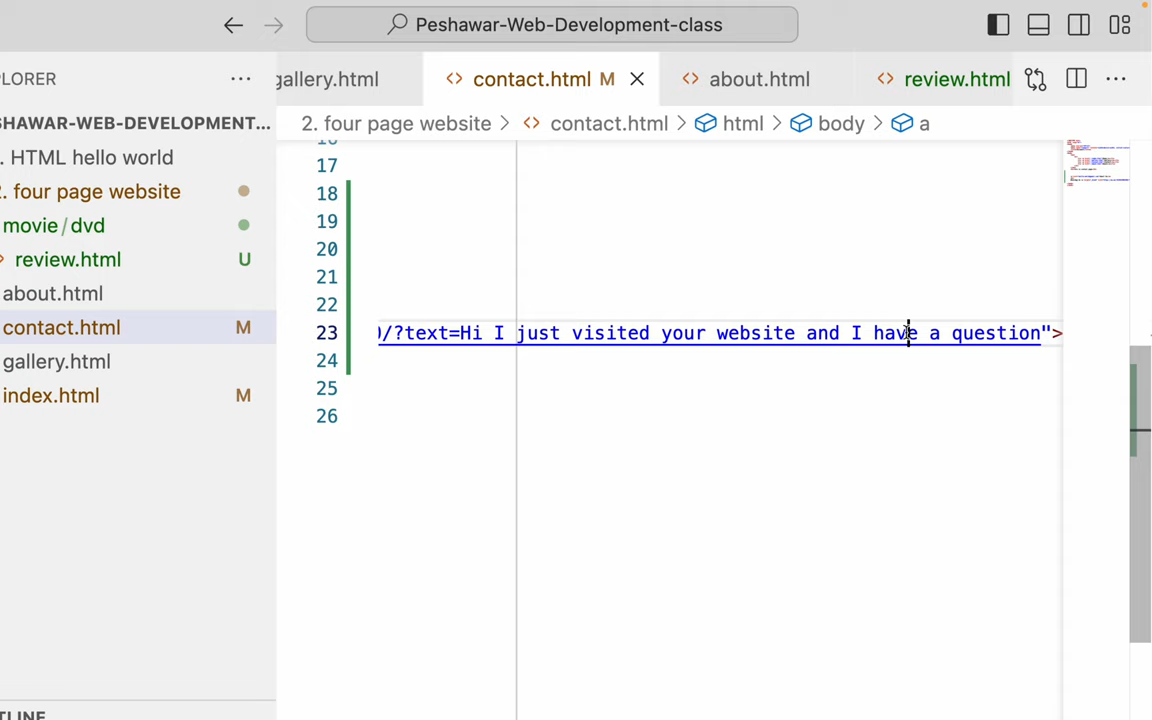 Peshawar-Web-Development-class
PLORER
gallery.html
contact.html M
about.html
review.html
SHAWAR-WEB-DEVELOPMENT...
2. four page website > contact.html > html > body > a
. HTML hello world
2. four page website
movie/dvd
review.html U
about.html
contact.html M
gallery.html
index.html M
16
17
18
19
20
21
22
23 )/?text=Hi I just visited your website and I have a question">
24
25
26
TLINE